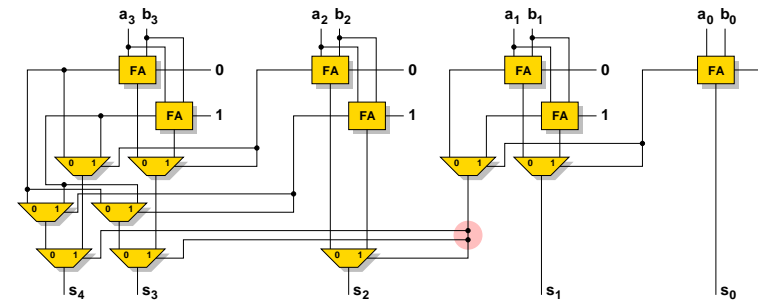 a3 b3 a2 b2 a1 b1 a0 b0
FA 0 FA 0 FA 0 FA
FA 1 FA 1 FA 1
0 1 0 1 0 1 0 1
0 1 0 1
0 1 0 1 0 1
s4 s3 s2 s1 s0